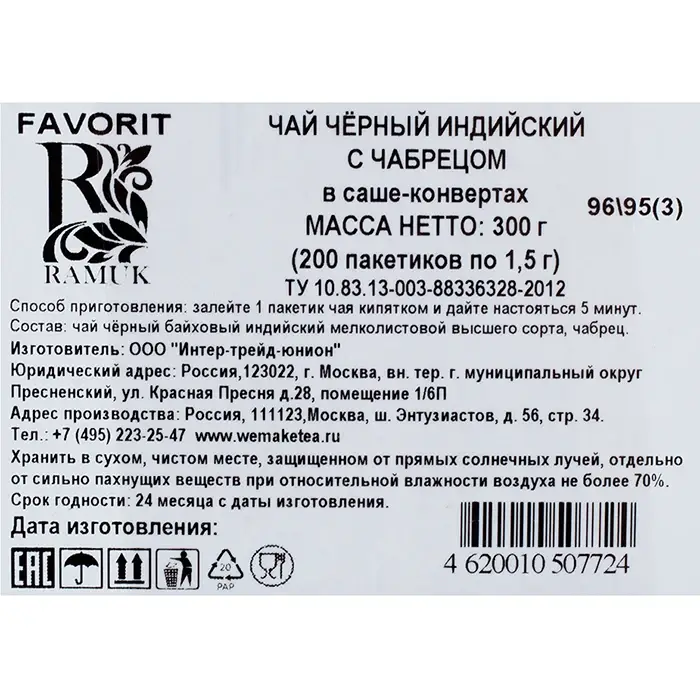 FAVORIT
R
RAMUK
ЧАЙ ЧЁРНЫЙ ИНДИЙСКИЙ
С ЧАБРЕЦОМ
в саше-конвертах
МАССА НЕТТО: 300 г
(200 пакетиков по 1,5 г)
ТУ 10.83.13-003-88336328-2012
96\95(3)
Способ приготовления: залейте 1 пакетик чая кипятком и дайте настояться 5 минут.
Состав: чай чёрный байховый индийский мелколистовой высшего сорта, чабрец.
Изготовитель: ООО "Интер-трейд-юнион"
Юридический адрес: Россия,123022, г. Москва, вн. тер. г. муниципальный округ
Пресненский, ул. Красная Пресня д.28, помещение 1/6П
Адрес производства: Россия, 111123,Москва, ш. Энтузиастов, д. 56, стр. 34.
Тел.: +7 (495) 223-25-47 www.wemaketea.ru
Хранить в сухом, чистом месте, защищенном от прямых солнечных лучей, отдельно
от сильно пахнущих веществ при относительной влажности воздуха не более 70%.
Срок годности: 24 месяца с даты изготовления.
Дата изготовления:
EAC
20
PAP
4 620010 507724